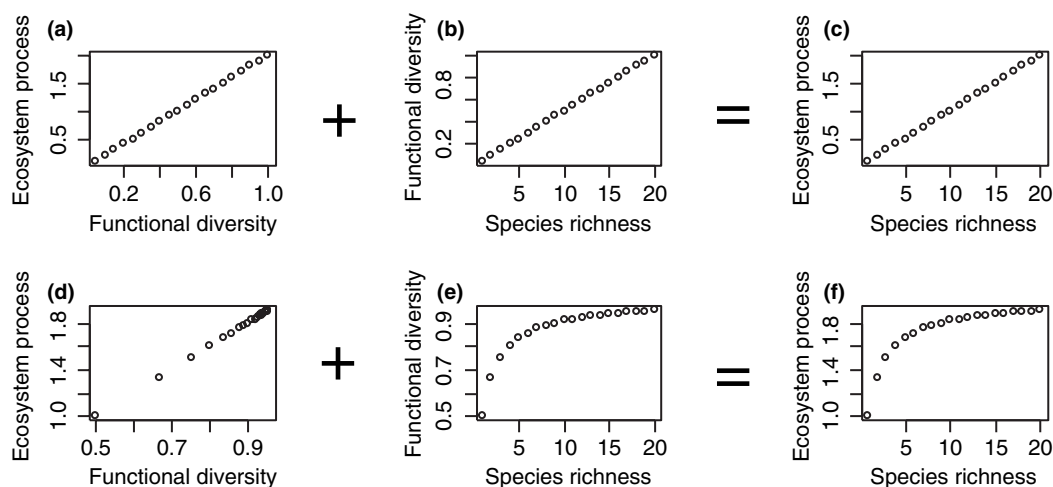 (a)
Ecosystem process
0.5 1.5
0.2 0.6 1.0
Functional diversity
+
(b)
Functional diversity
0.2 0.8
5 10 15 20
Species richness
=
(c)
Ecosystem process
0.5 1.5
5 10 15 20
Species richness
(d)
Ecosystem process
1.0 1.4 1.8
0.5 0.7 0.9
Functional diversity
+
(e)
Functional diversity
0.5 0.7 0.9
5 10 15 20
Species richness
=
(f)
Ecosystem process
1.0 1.4 1.8
5 10 15 20
Species richness